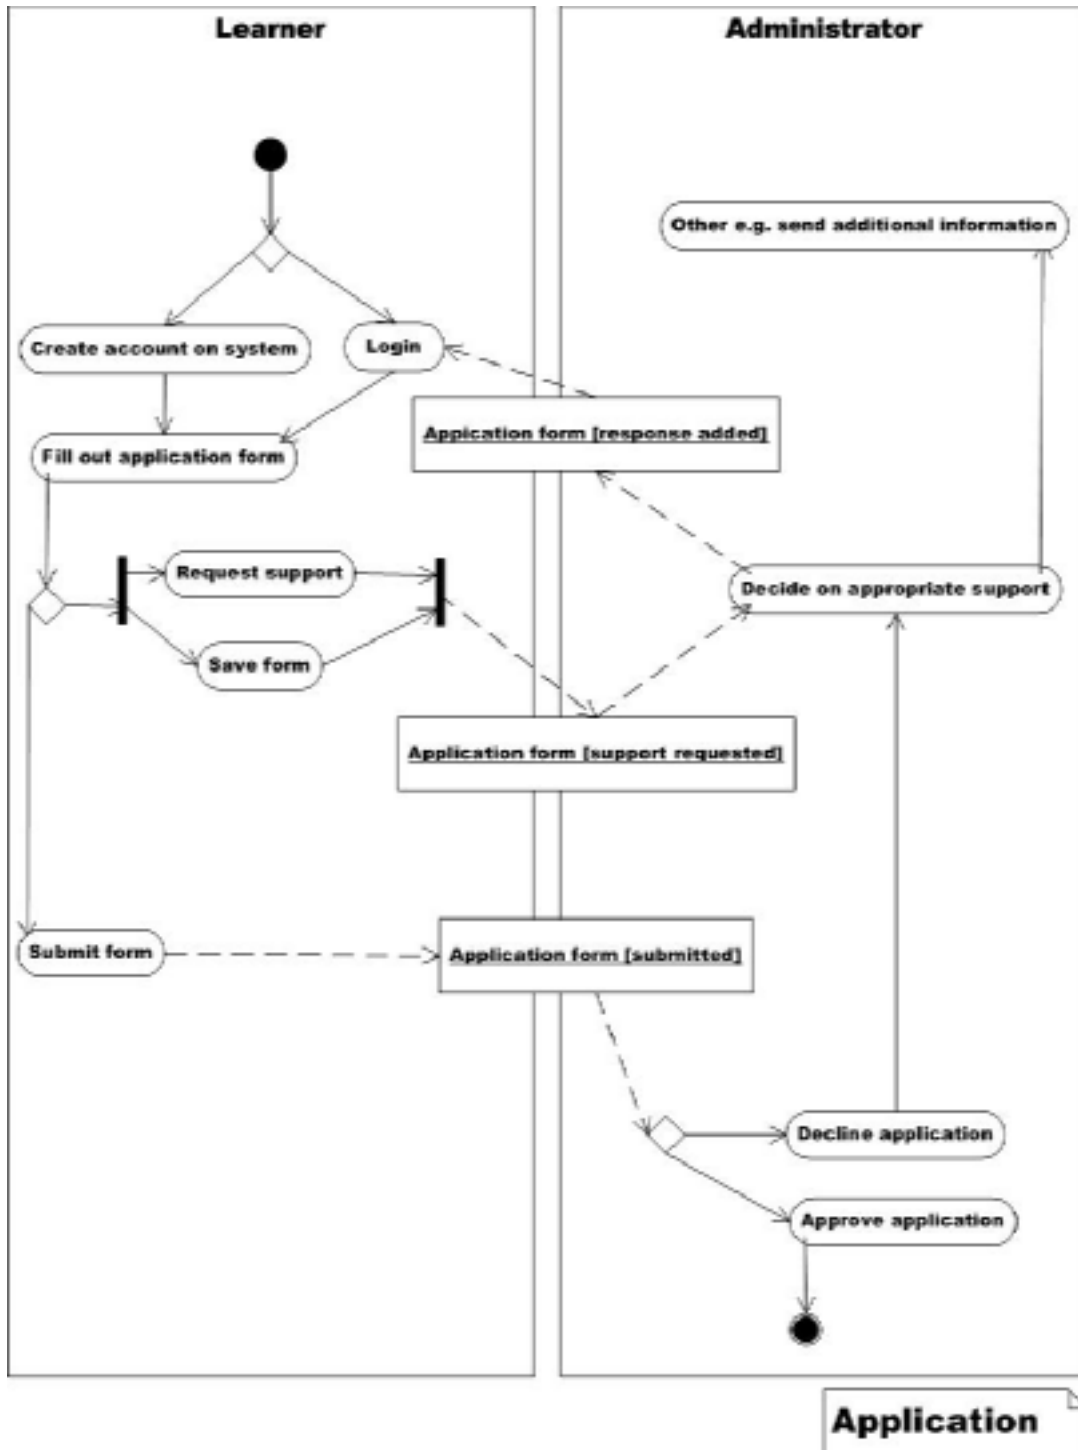 Learner
Administrator
Other e.g. send additional information
Create account on system
Login
Appication form [response added]
Fill out application form
Request support
Decide on appropriate support
Save form
Application form [support requested]
Submit form
Application form [submitted]
Decline application
Approve application
Application